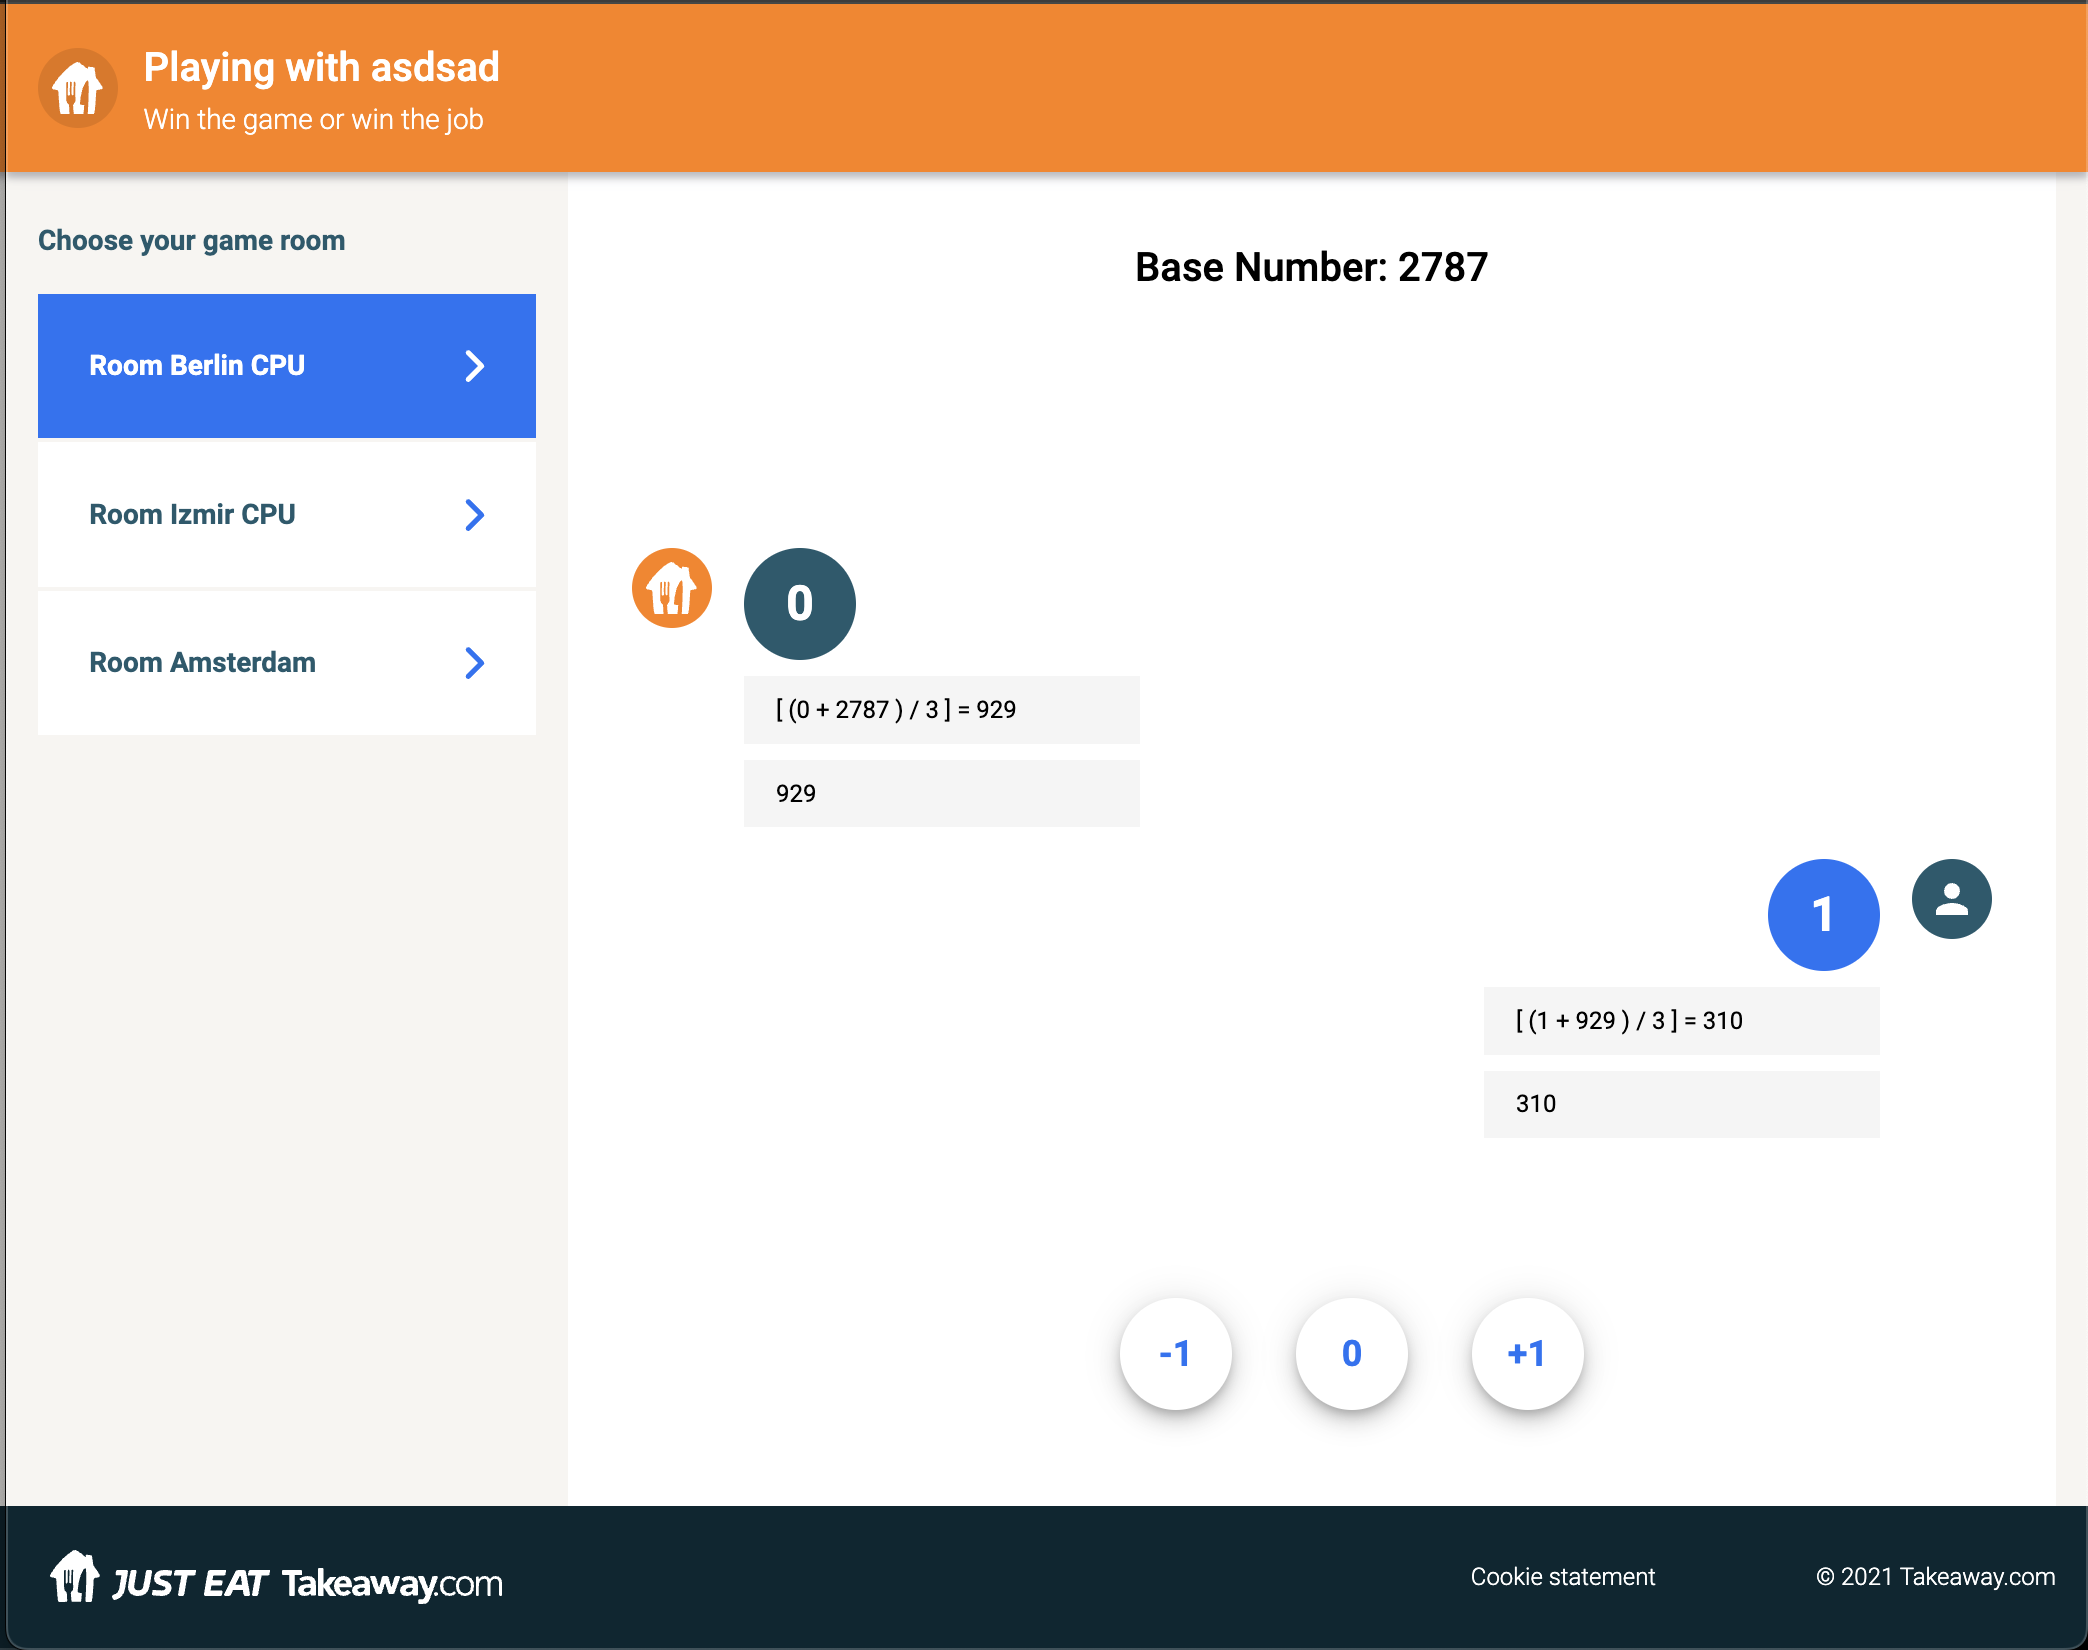 Playing with asdsad
Win the game or win the job
Choose your game room
Room Berlin CPU
Room Izmir CPU
Room Amsterdam
Base Number: 2787
0
[ (0 + 2787 ) / 3 ] = 929
929
1
[ (1 + 929 ) / 3 ] = 310
310
-1 0 +1
JUST EAT Takeaway.com
Cookie statement
© 2021 Takeaway.com